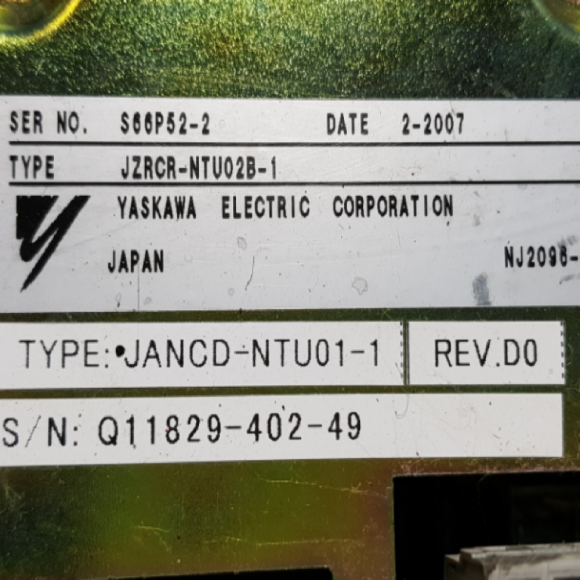 SER NO. S66P52-2 DATE 2-2007
TYPE JZRCR-NTU02B-1
YASKAWA ELECTRIC CORPORATION
JAPAN NJ2096-
TYPE: JANCD-NTU01-1 REV.D0
S/N: Q11829-402-49